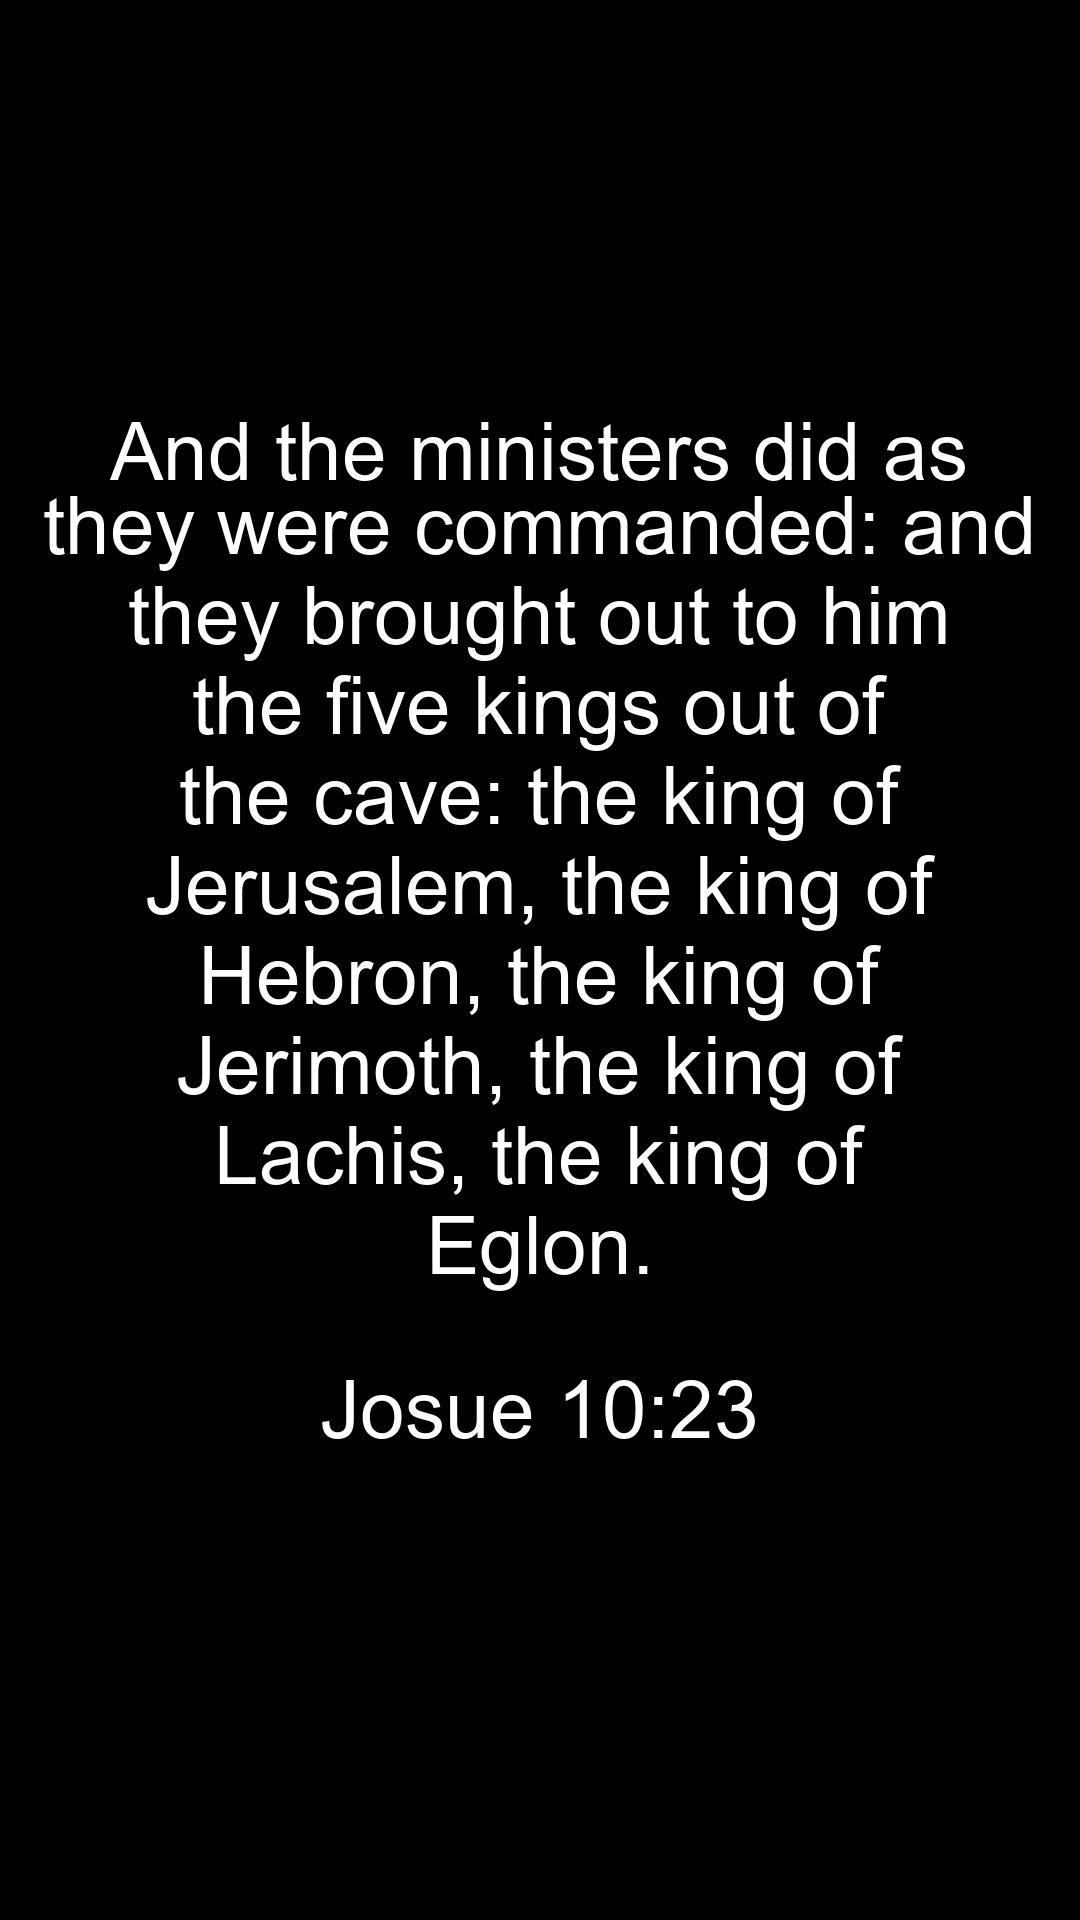 And the ministers did as
they were commanded: and
they brought out to him
the five kings out of
the cave: the king of
Jerusalem, the king of
Hebron, the king of
Jerimoth, the king of
Lachis, the king of
Eglon.
Josue 10:23